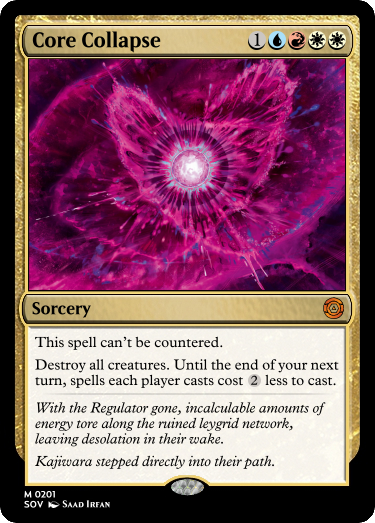 Core Collapse 1
Sorcery
This spell can't be countered.
Destroy all creatures. Until the end of your next
turn, spells each player casts cost 2 less to cast.
With the Regulator gone, incalculable amounts of
energy tore along the ruined leygrid network,
leaving desolation in their wake.
Kajiwara stepped directly into their path.
M 0201
SOV Saad Irfan